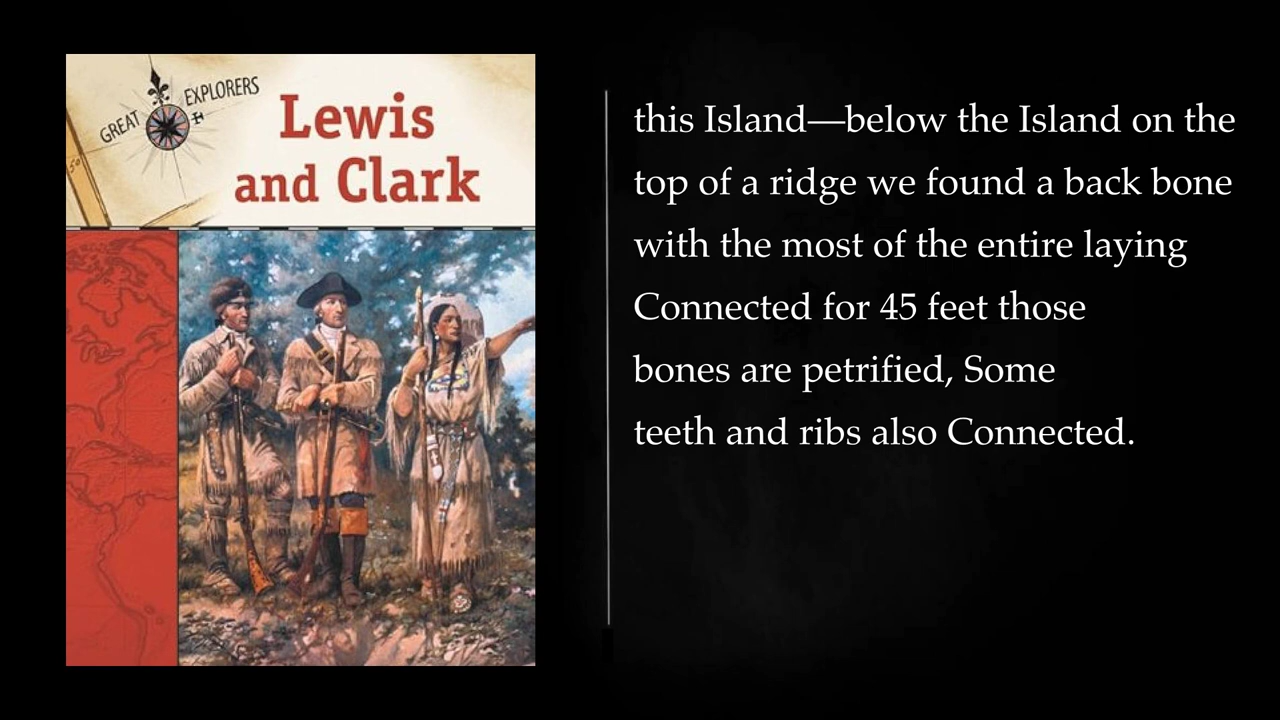 GREAT EXPLORERS
Lewis
and Clark
50
this Island—below the Island on the
top of a ridge we found a back bone
with the most of the entire laying
Connected for 45 feet those
bones are petrified, Some
teeth and ribs also Connected.